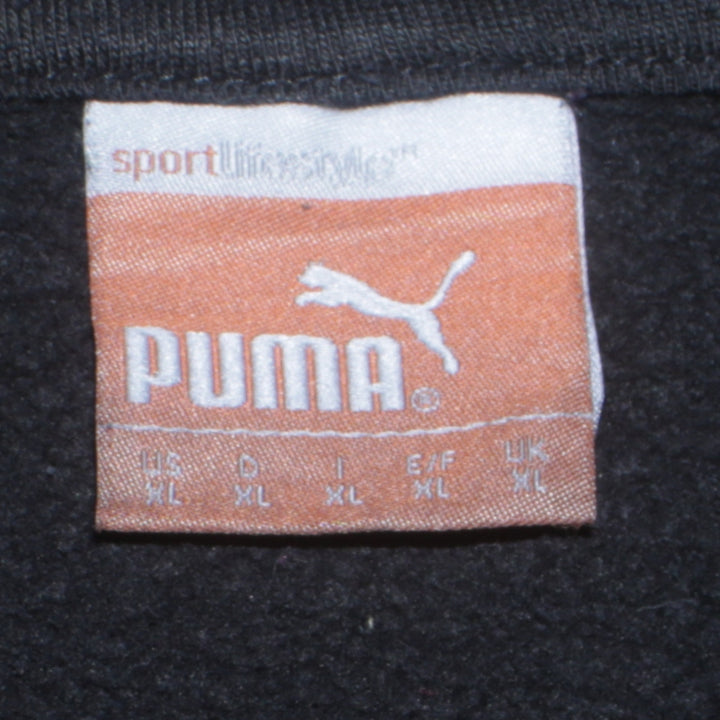 sportlifestyle™
PUMA®
US D I E/F UK
XL XL XL XL XL